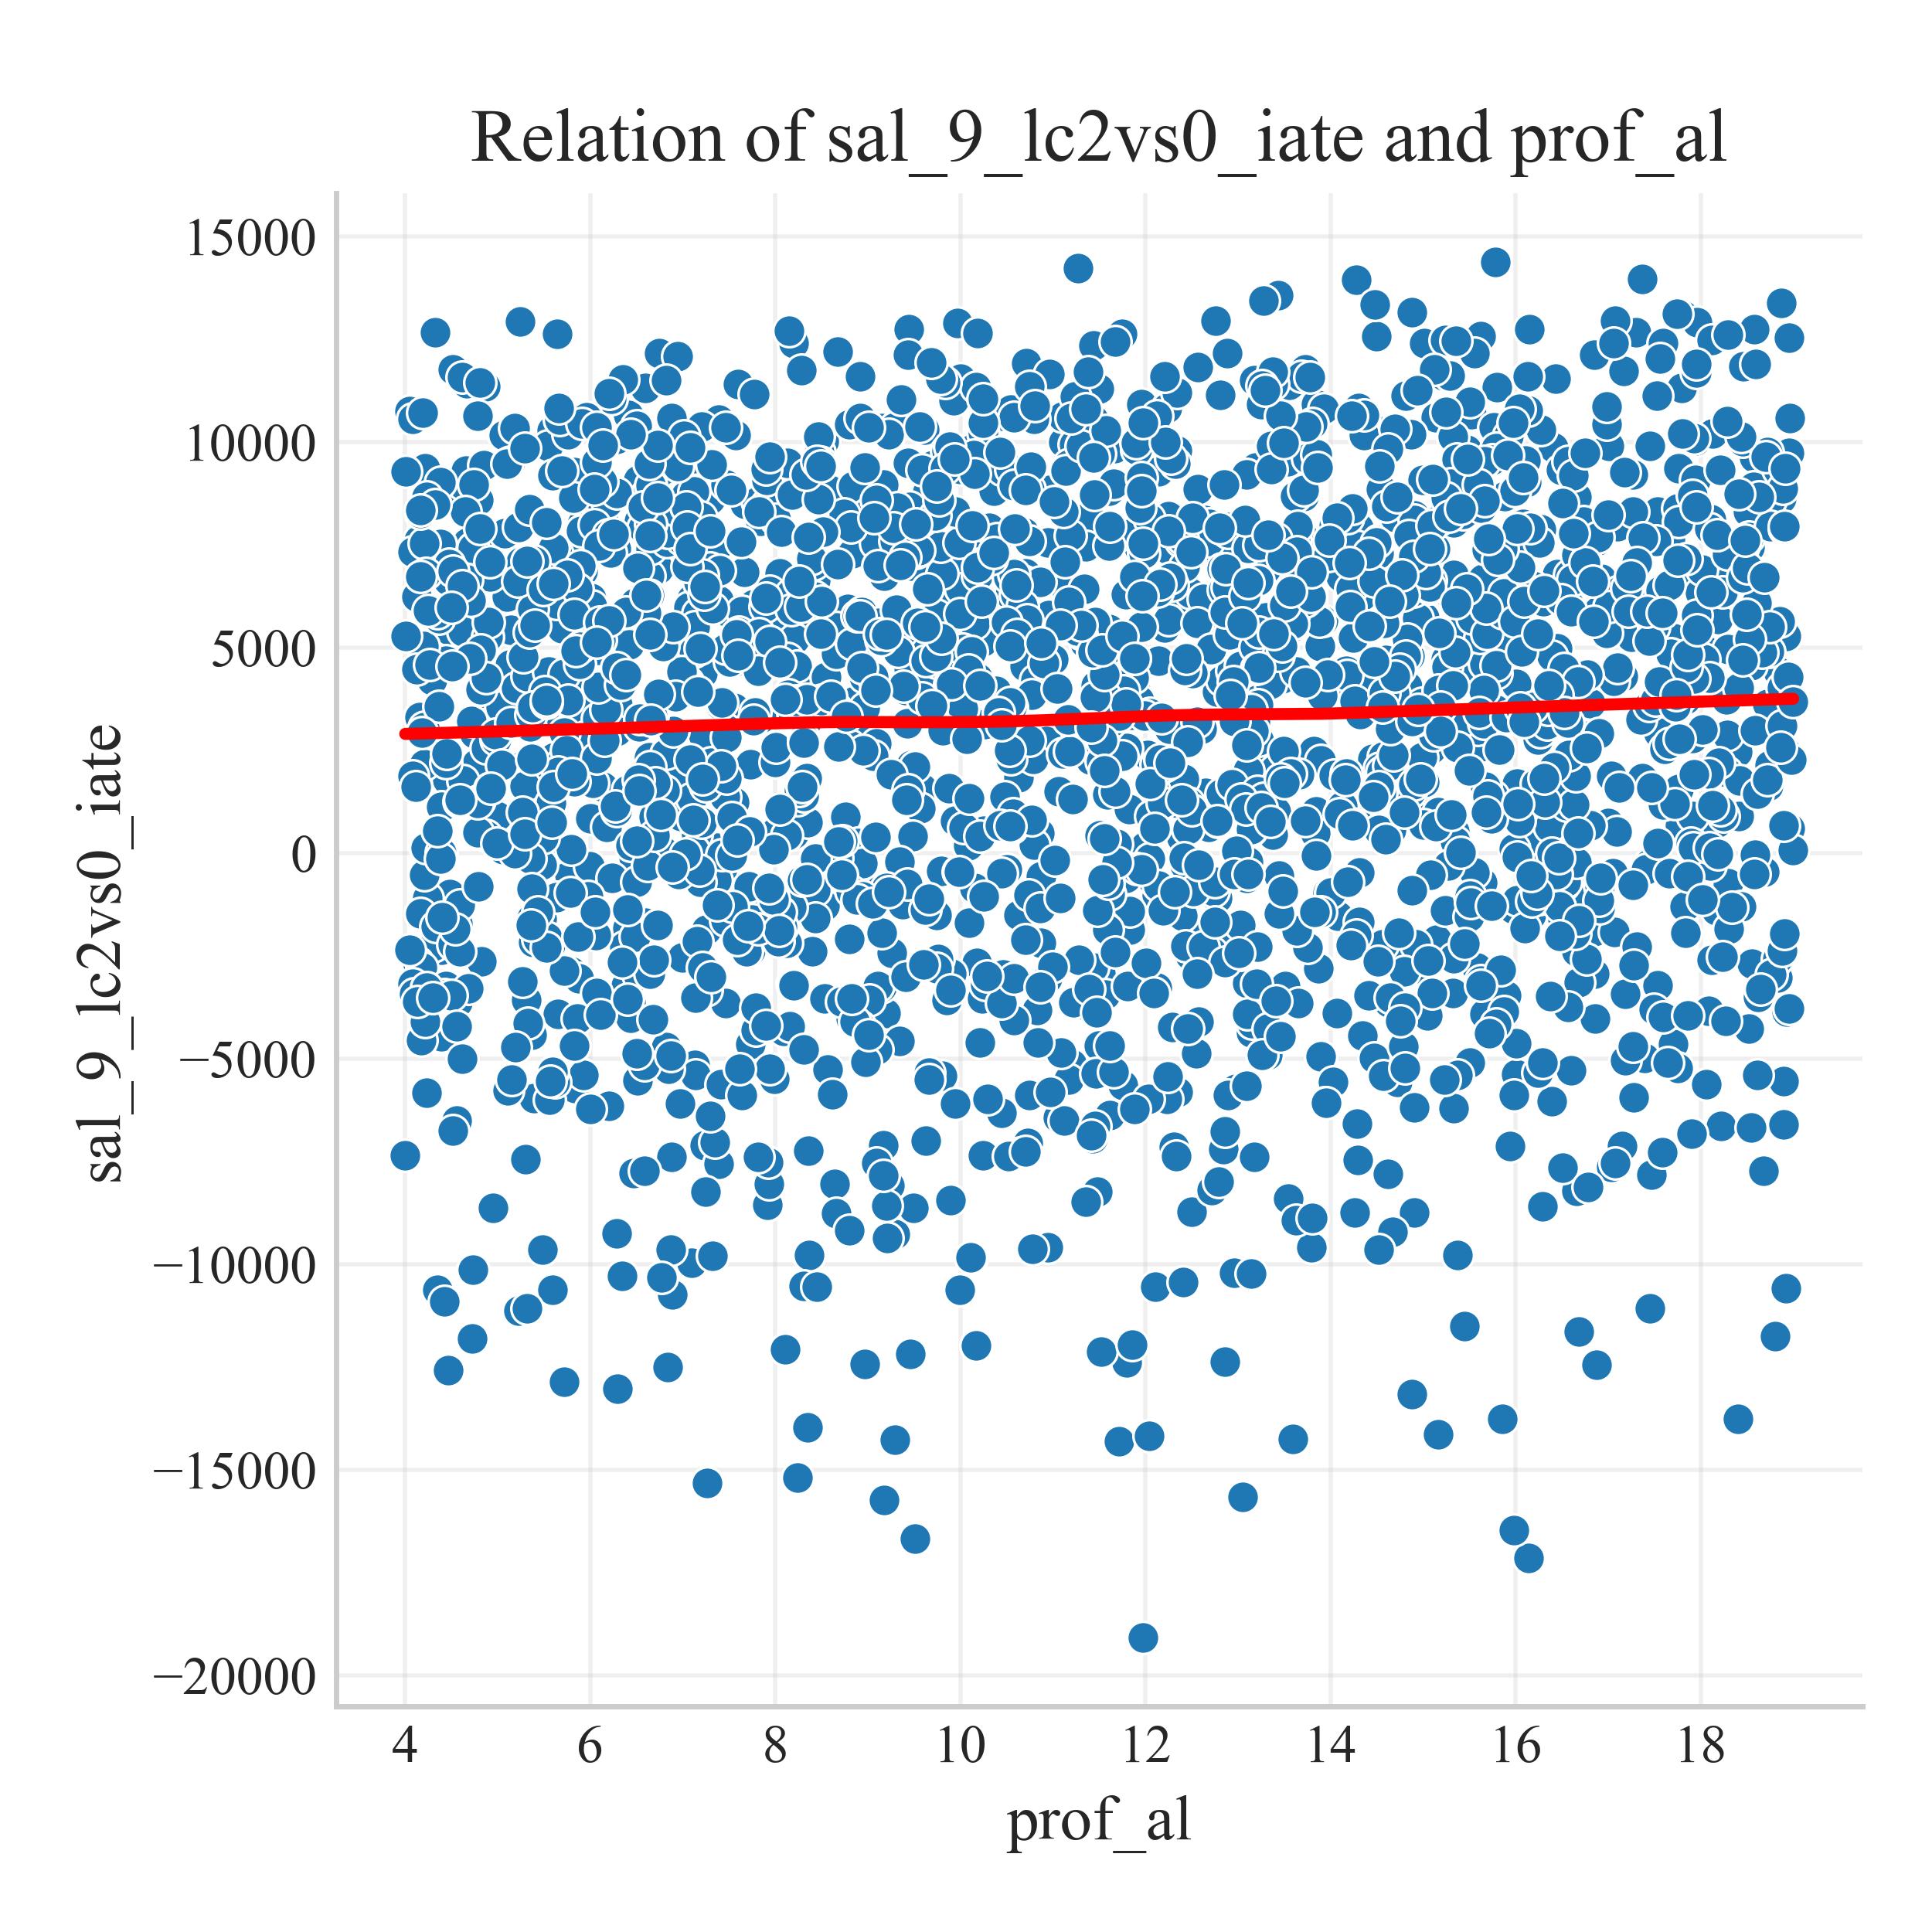 Relation of sal_9_lc2vs0_iate and prof_al
15000
10000
5000
0
−5000
−10000
−15000
−20000
sal_9_lc2vs0_iate
4 6 8 10 12 14 16 18
prof_al